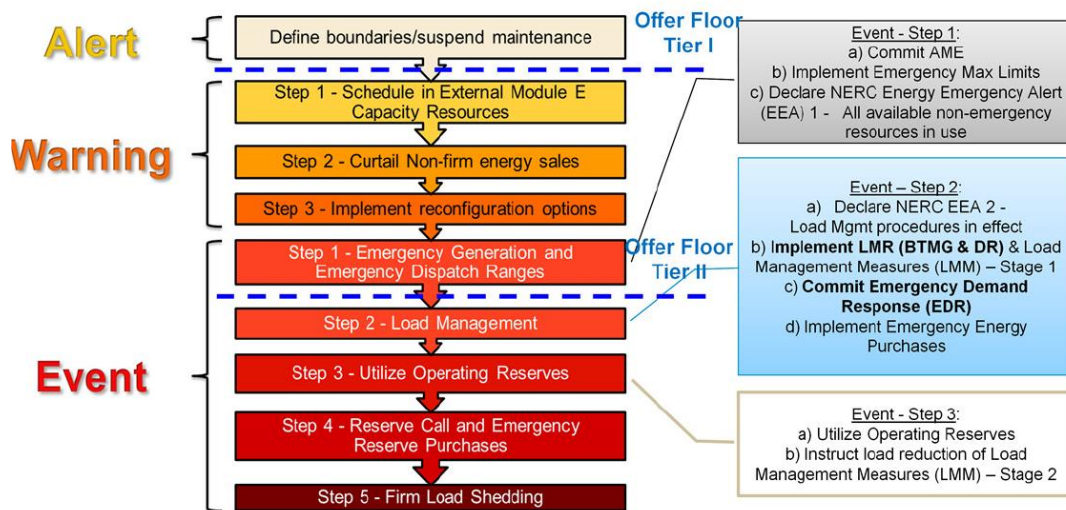 Alert
Define boundaries/suspend maintenance
Offer Floor
Tier I
Warning
Step 1 - Schedule in External Module E
Capacity Resources
Step 2 - Curtail Non-firm energy sales
Step 3 - Implement reconfiguration options
Event
Step 1 - Emergency Generation and
Emergency Dispatch Ranges
Offer Floor
Tier II
Step 2 - Load Management
Step 3 - Utilize Operating Reserves
Step 4 - Reserve Call and Emergency
Reserve Purchases
Step 5 - Firm Load Shedding
Event - Step 1:
a) Commit AME
b) Implement Emergency Max Limits
c) Declare NERC Energy Emergency Alert
(EEA) 1 - All available non-emergency
resources in use
Event – Step 2:
a) Declare NERC EEA 2 -
Load Mgmt procedures in effect
b) Implement LMR (BTMG & DR) & Load
Management Measures (LMM) – Stage 1
c) Commit Emergency Demand
Response (EDR)
d) Implement Emergency Energy
Purchases
Event - Step 3:
a) Utilize Operating Reserves
b) Instruct load reduction of Load
Management Measures (LMM) – Stage 2